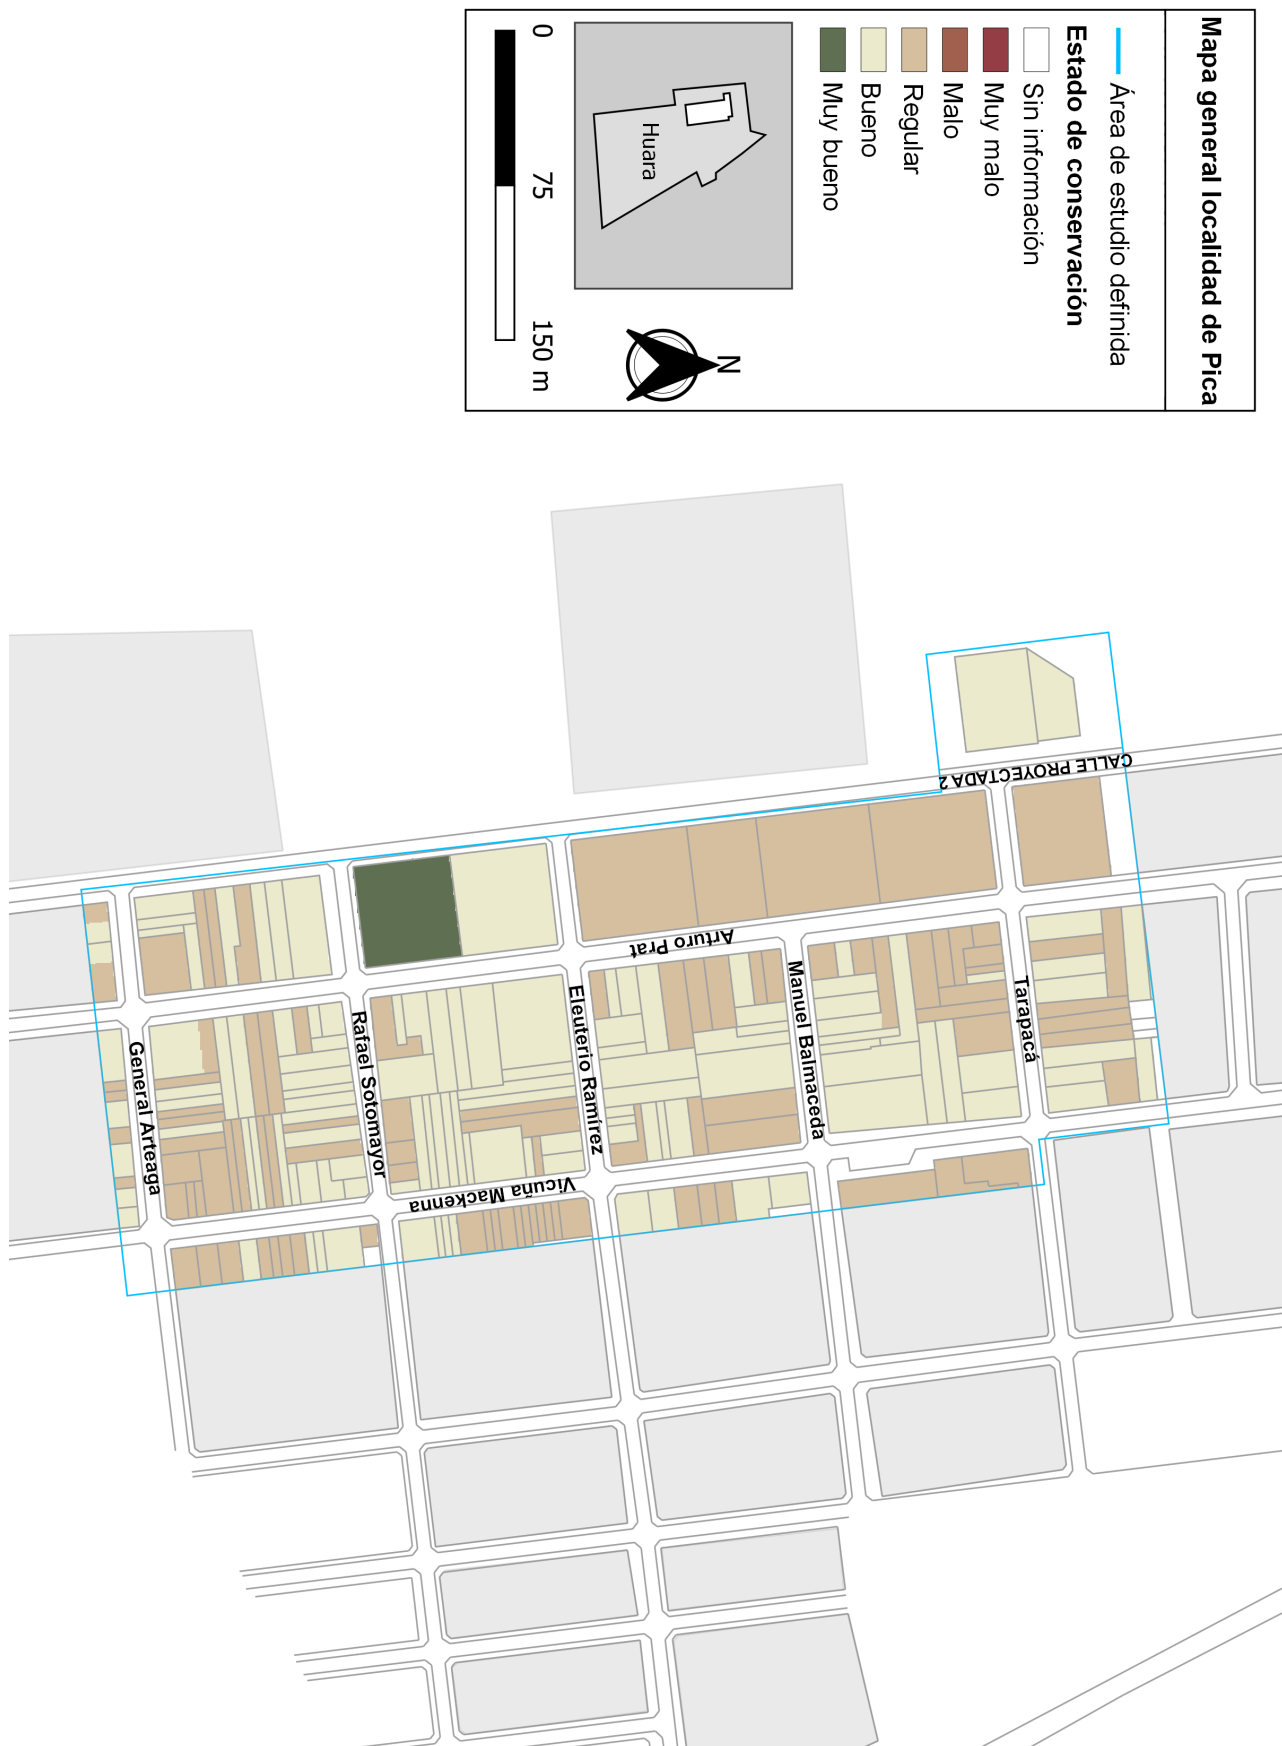 Mapa general localidad de Pica
Área de estudio definida
Estado de conservación
Sin información
Muy malo
Malo
Regular
Bueno
Muy bueno
Huara
N
0 75 150 m
CALLE PROYECTADA 2
Arturo Prat
Tarapacá
Manuel Balmaceda
Eleuterio Ramírez
Rafael Sotomayor
General Arteaga
Vicuña Mackenna